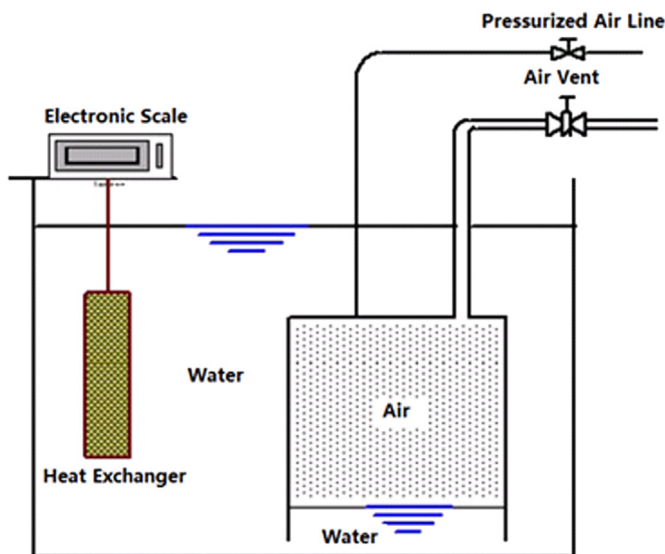 Pressurized Air Line
Air Vent
Electronic Scale
Water
Air
Heat Exchanger
Water